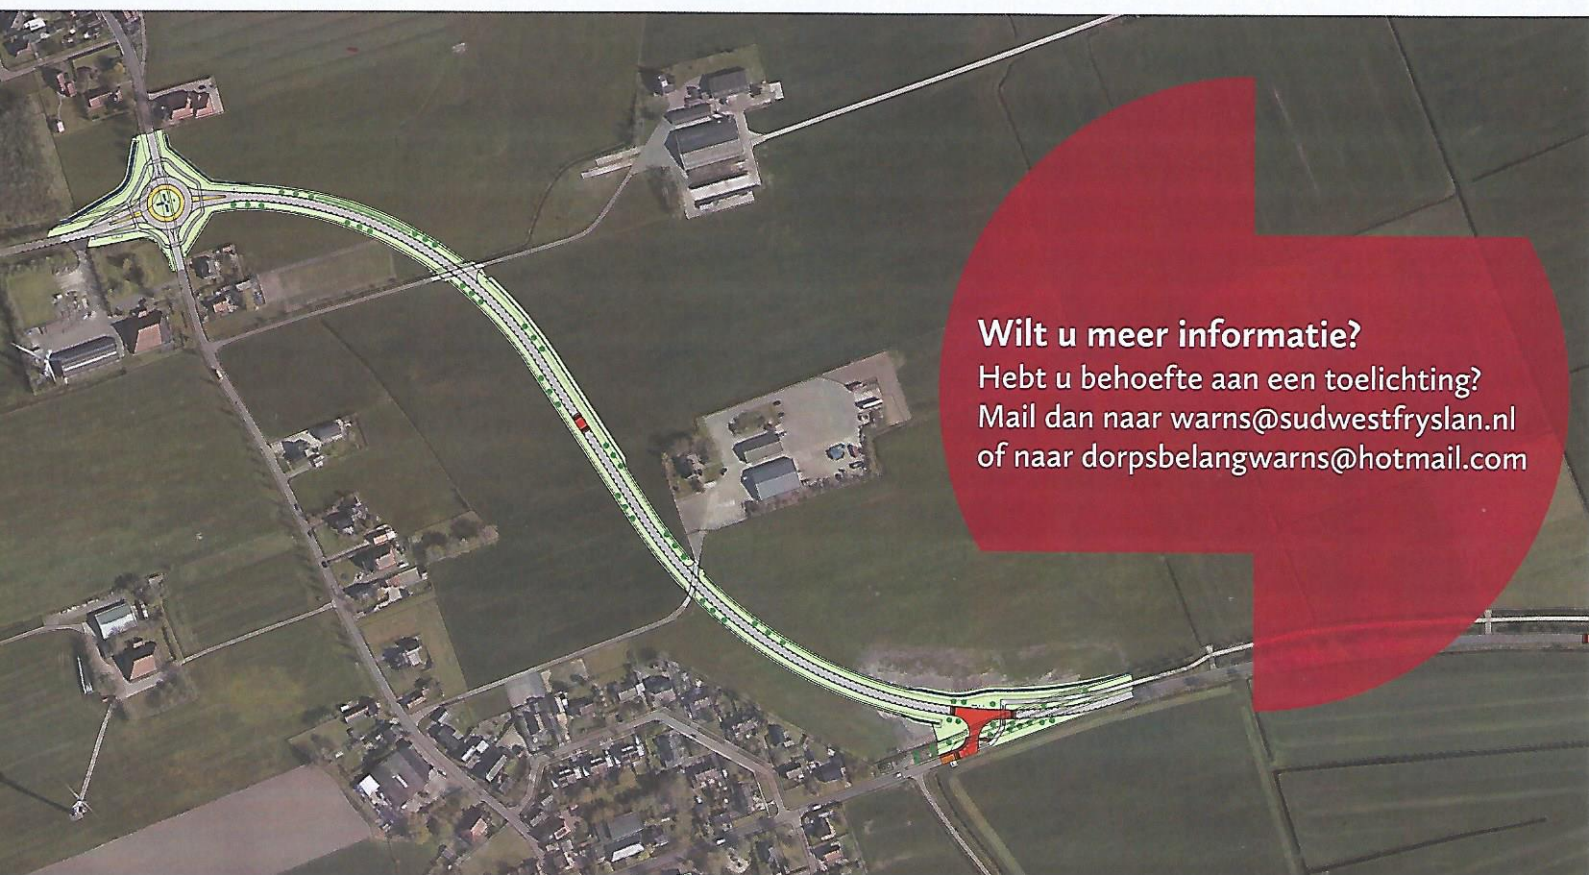 Wilt u meer informatie?
Hebt u behoefte aan een toelichting?
Mail dan naar warns@sudwestfryslan.nl
of naar dorpsbelangwarns@hotmail.com